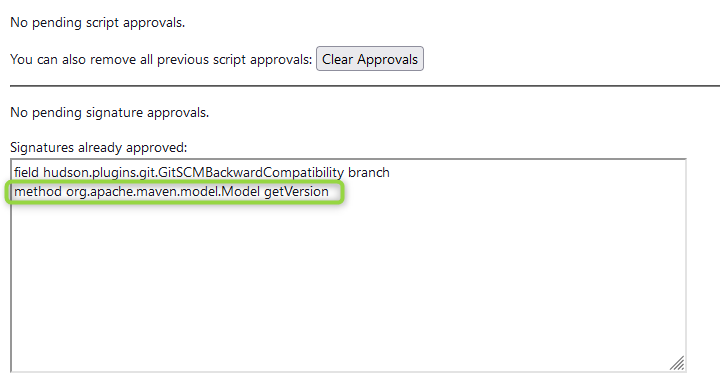 No pending script approvals.
You can also remove all previous script approvals: Clear Approvals
No pending signature approvals.
Signatures already approved:
field hudson.plugins.git.GitSCMBackwardCompatibility branch
method org.apache.maven.model.Model getVersion